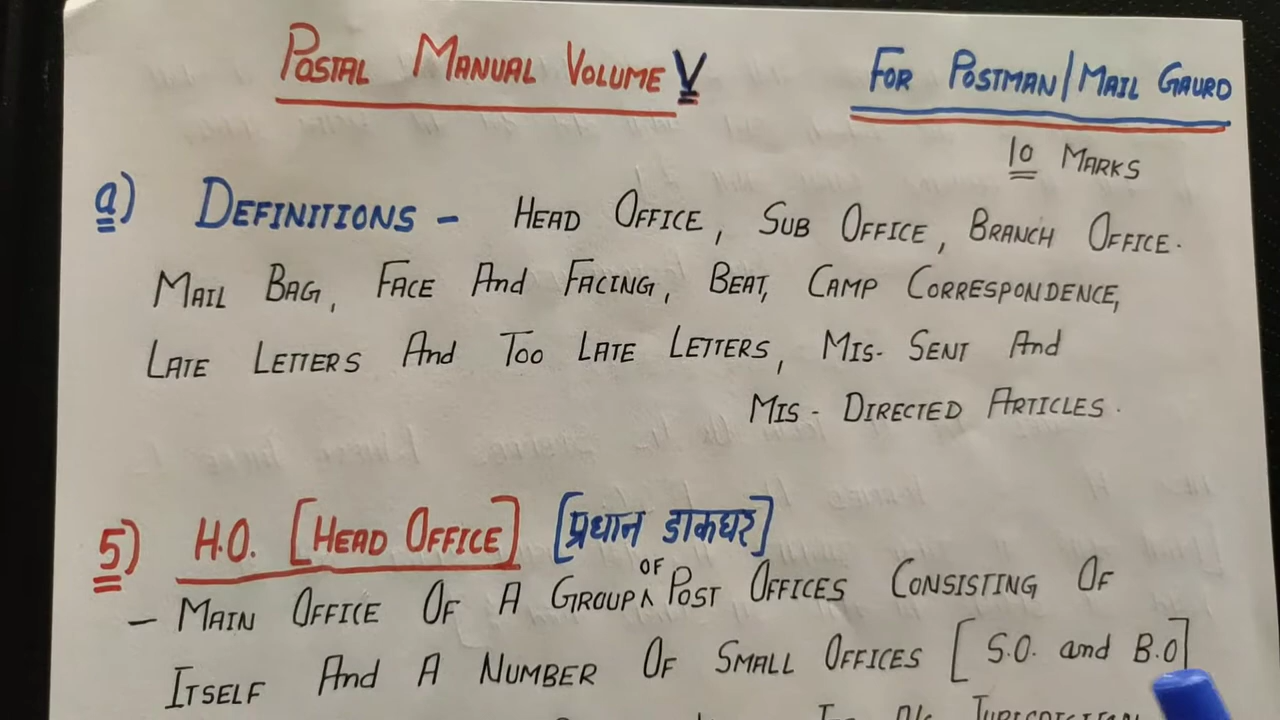 POSTAL MANUAL VOLUME V
FOR POSTMAN/MAIL GAURD
10 MARKS
a) DEFINITIONS - HEAD OFFICE, SUB OFFICE, BRANCH OFFICE.
MAIL BAG, FACE And FACING, BEAT, CAMP CORRESPONDENCE,
LATE LETTERS And Too LATE LETTERS, MIS- SENT And
MIS - DIRECTED ARTICLES.
5) H.O. [HEAD OFFICE] [प्रधान डाकघर]
- MAIN OFFICE OF A GROUP OF POST OFFICES CONSISTING OF
ITSELF And A NUMBER OF SMALL OFFICES [S.O. and B.O]